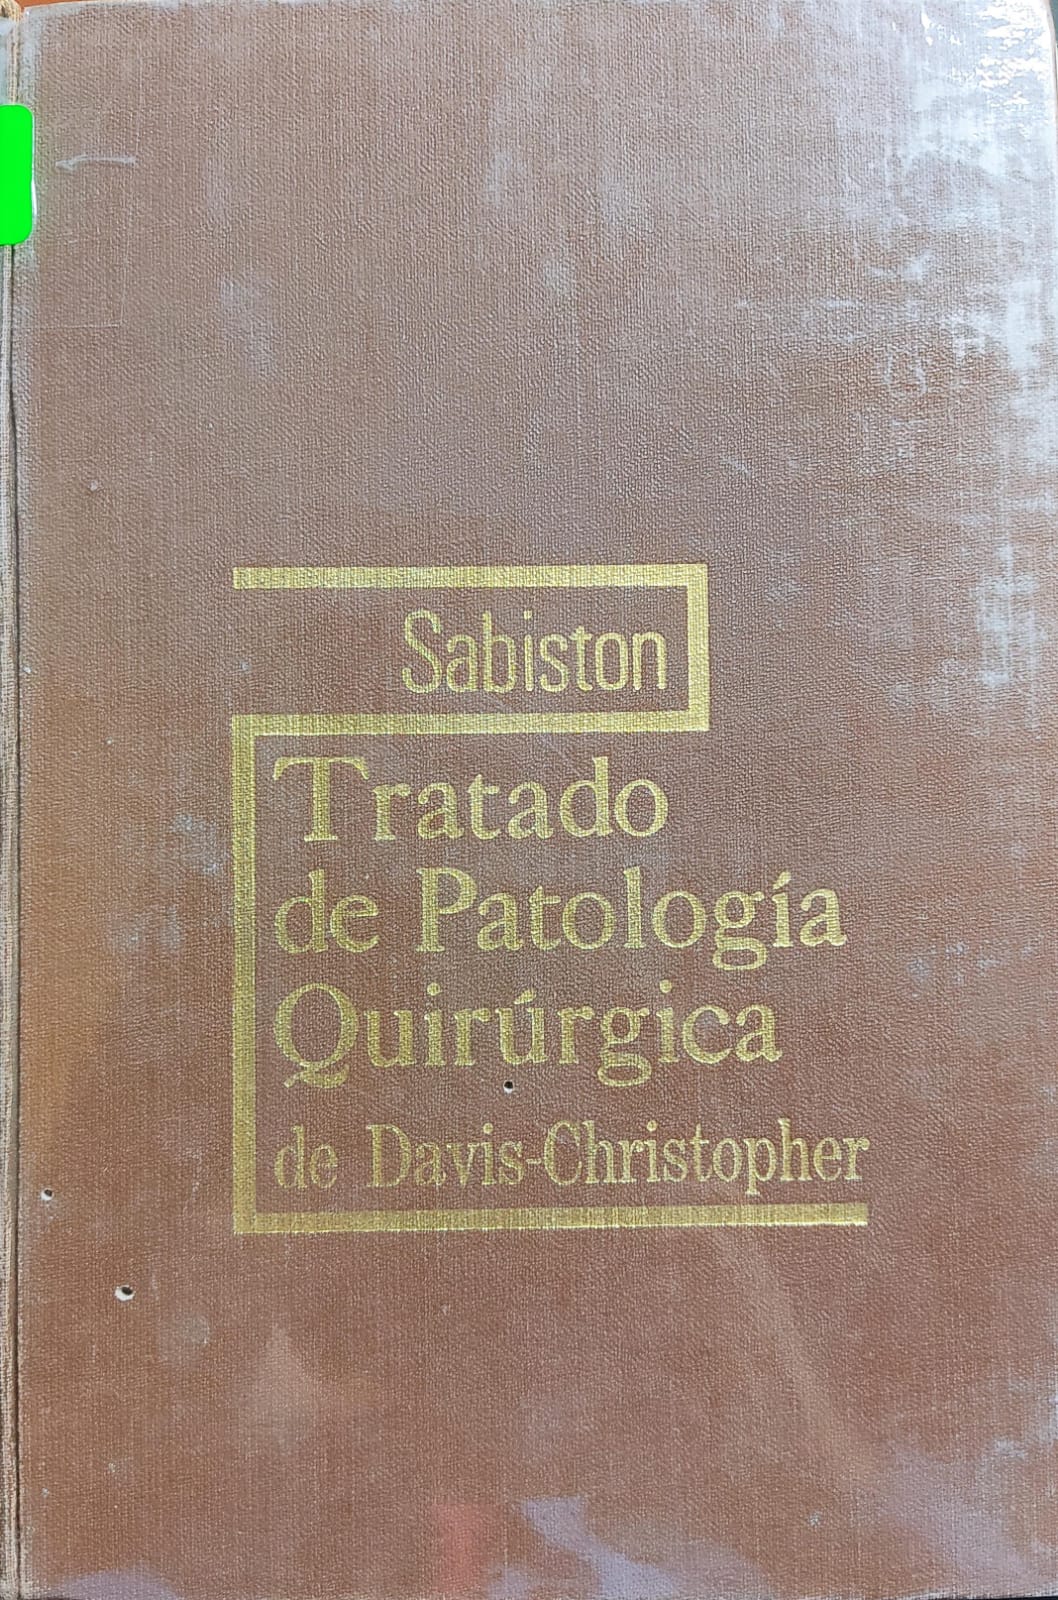 Sabiston
Tratado
de Patología
Quirúrgica
de Davis-Christopher